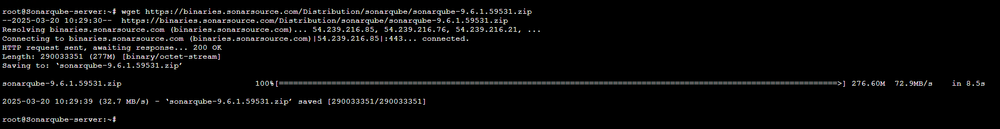 root@Sonarqube-server:~# wget https://binaries.sonarsource.com/Distribution/sonarqube/sonarqube-9.6.1.59531.zip
--2025-03-20 10:29:30--  https://binaries.sonarsource.com/Distribution/sonarqube/sonarqube-9.6.1.59531.zip
Resolving binaries.sonarsource.com (binaries.sonarsource.com)... 54.239.216.85, 54.239.216.76, 54.239.216.21, ...
Connecting to binaries.sonarsource.com (binaries.sonarsource.com)|54.239.216.85|:443... connected.
HTTP request sent, awaiting response... 200 OK
Length: 290033351 (277M) [binary/octet-stream]
Saving to: ‘sonarqube-9.6.1.59531.zip’
sonarqube-9.6.1.59531.zip 100%[=====================================================================================================================>] 276.60M 72.9MB/s in 8.5s
2025-03-20 10:29:39 (32.7 MB/s) - ‘sonarqube-9.6.1.59531.zip’ saved [290033351/290033351]
root@Sonarqube-server:~#